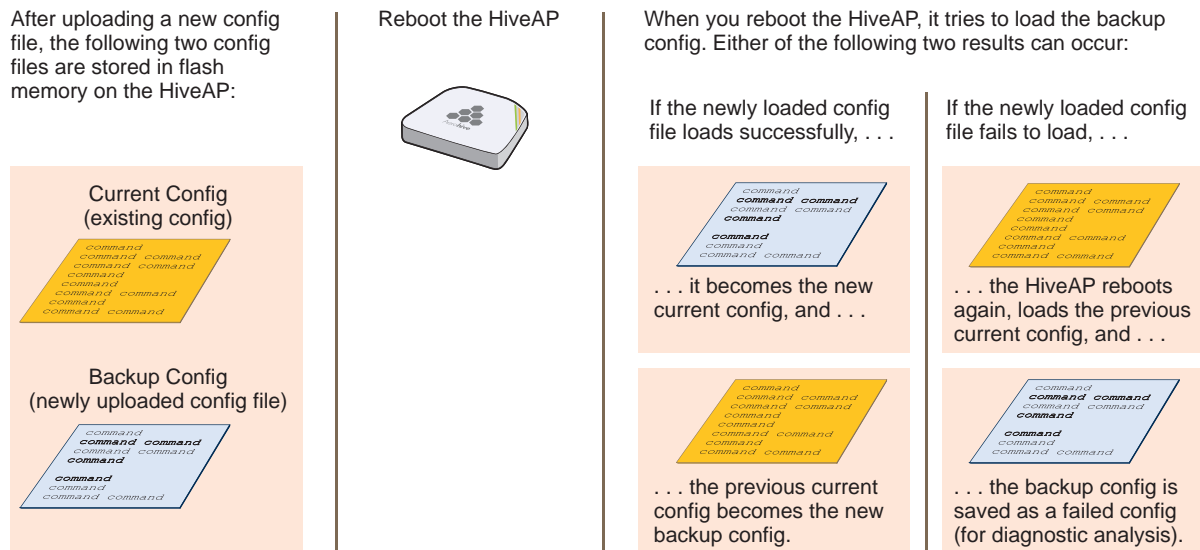 After uploading a new config
file, the following two config
files are stored in flash
memory on the HiveAP:
Current Config
(existing config)
command
command command
command command
command
command
command command
command
command command
Backup Config
(newly uploaded config file)
command
command command
command command
command
command
command
command command
Reboot the HiveAP
Aerohive
When you reboot the HiveAP, it tries to load the backup
config. Either of the following two results can occur:
If the newly loaded config
file loads successfully, . . .
command
command command
command command
command
command
command
command command
. . . it becomes the new
current config, and . . .
command
command command
command command
command
command
command command
command
command command
. . . the previous current
config becomes the new
backup config.
If the newly loaded config
file fails to load, . . .
command
command command
command command
command
command
command command
command
command command
. . . the HiveAP reboots
again, loads the previous
current config, and . . .
command
command command
command command
command
command
command
command command
. . . the backup config is
saved as a failed config
(for diagnostic analysis).